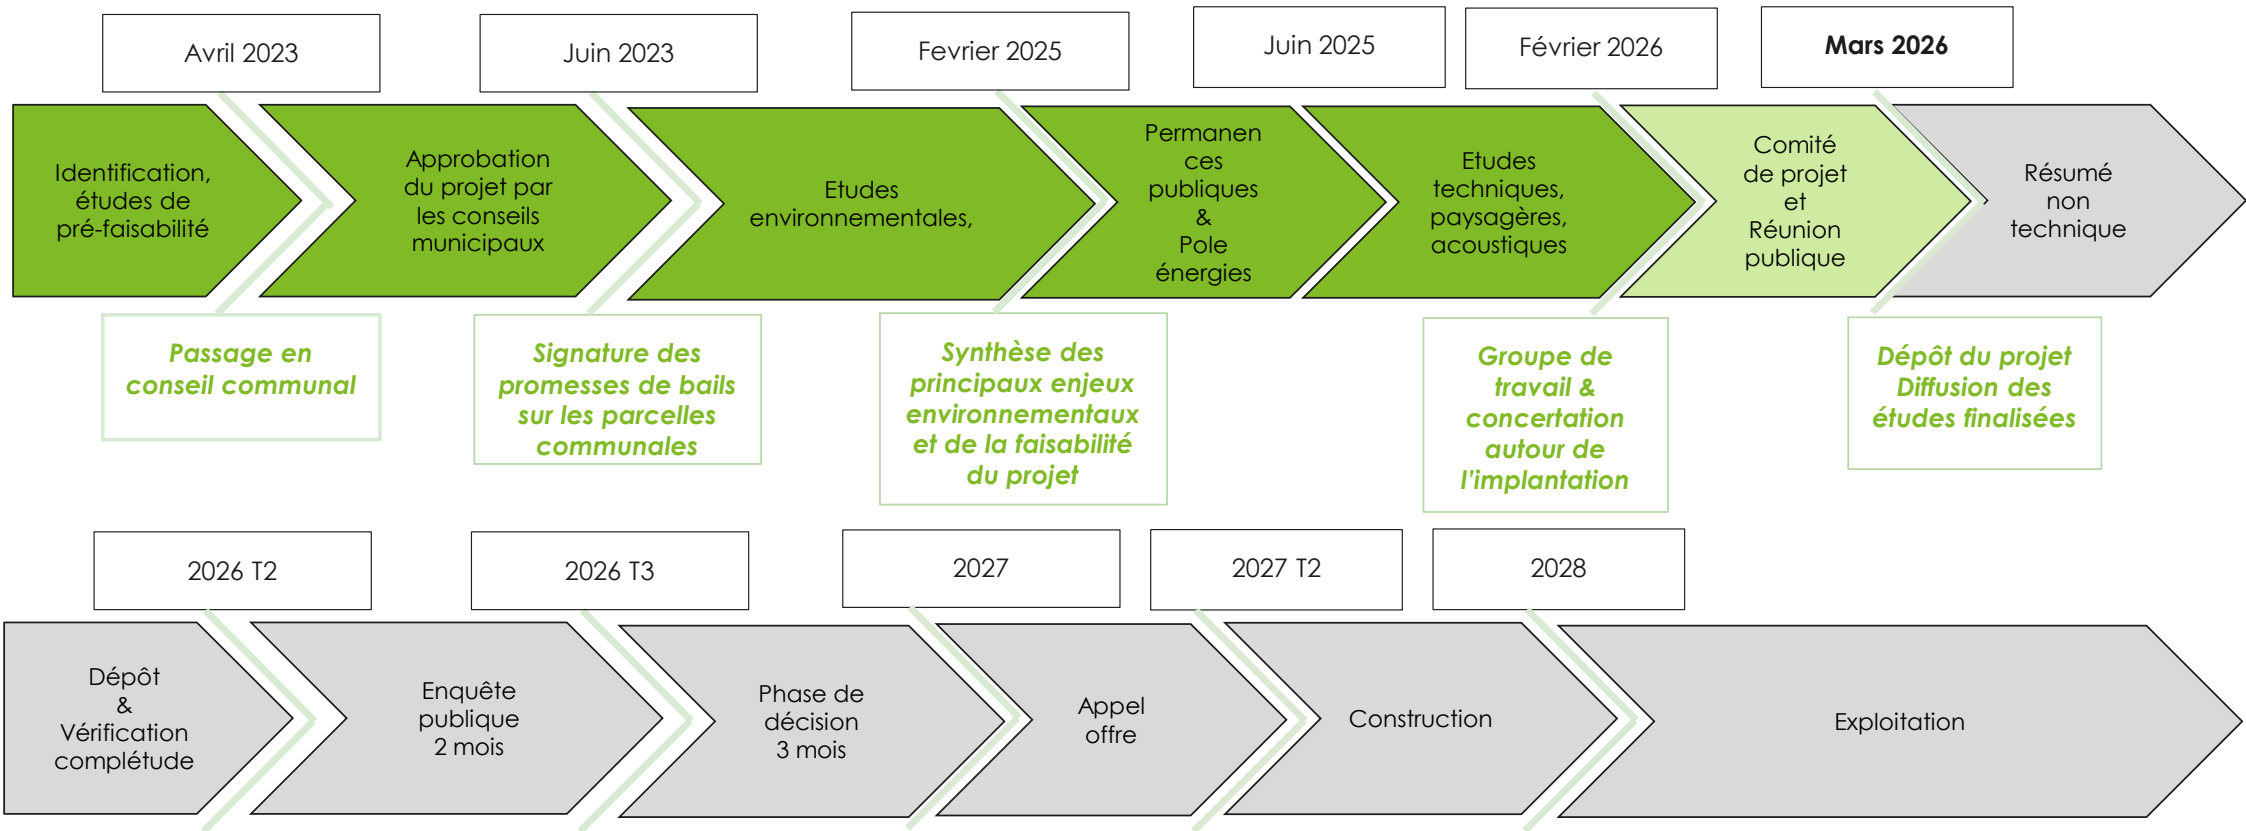 Avril 2023
Juin 2023
Fevrier 2025
Juin 2025
Février 2026
Mars 2026
Identification,
études de
pré-faisabilité
Approbation
du projet par
les conseils
municipaux
Etudes
environnementales,
Permanen
ces
publiques
&
Pole
énergies
Etudes
techniques,
paysagères,
acoustiques
Comité
de projet
et
Réunion
publique
Résumé
non
technique
Passage en
conseil communal
Signature des
promesses de bails
sur les parcelles
communales
Synthèse des
principaux enjeux
environnementaux
et de la faisabilité
du projet
Groupe de
travail &
concertation
autour de
l'implantation
Dépôt du projet
Diffusion des
études finalisées
2026 T2
2026 T3
2027
2027 T2
2028
Dépôt
&
Vérification
complétude
Enquête
publique
2 mois
Phase de
décision
3 mois
Appel
offre
Construction
Exploitation